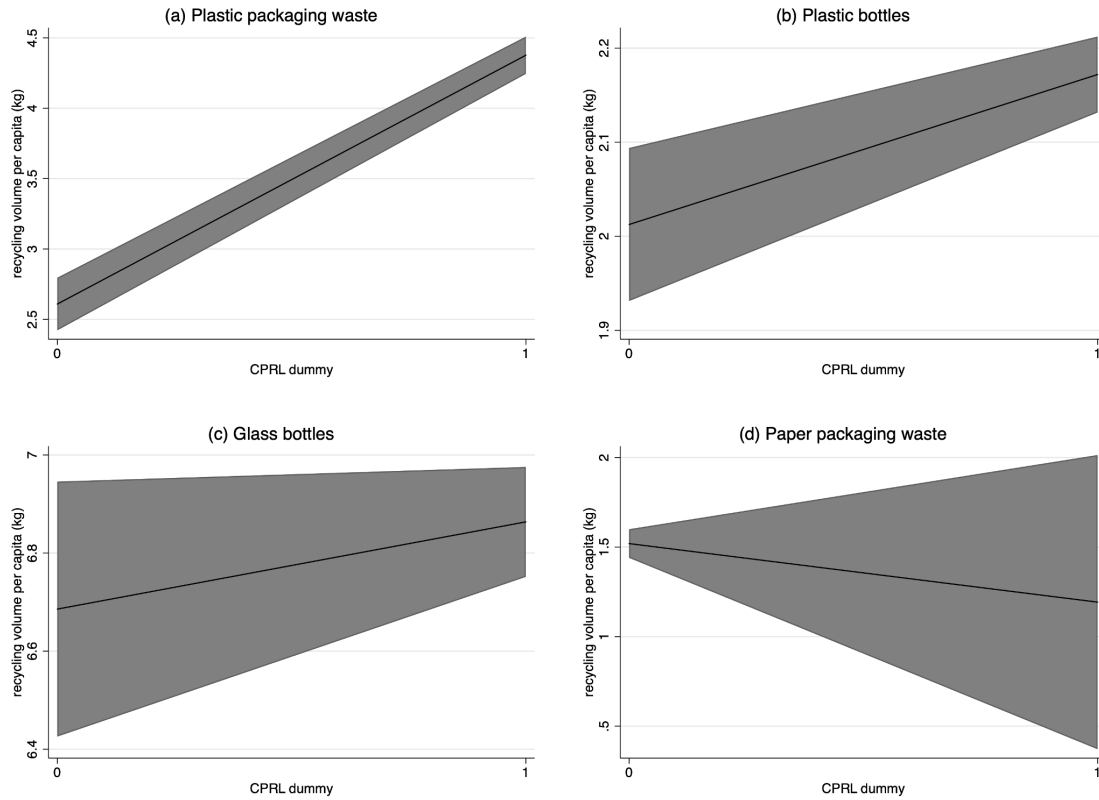 (a) Plastic packaging waste
recycling volume per capita (kg)
4.5
4
3.5
3
2.5
0
1
CPRL dummy
(b) Plastic bottles
recycling volume per capita (kg)
2.2
2.1
2
1.9
0
1
CPRL dummy
(c) Glass bottles
recycling volume per capita (kg)
7
6.8
6.6
6.4
0
1
CPRL dummy
(d) Paper packaging waste
recycling volume per capita (kg)
2
1.5
1
.5
0
1
CPRL dummy